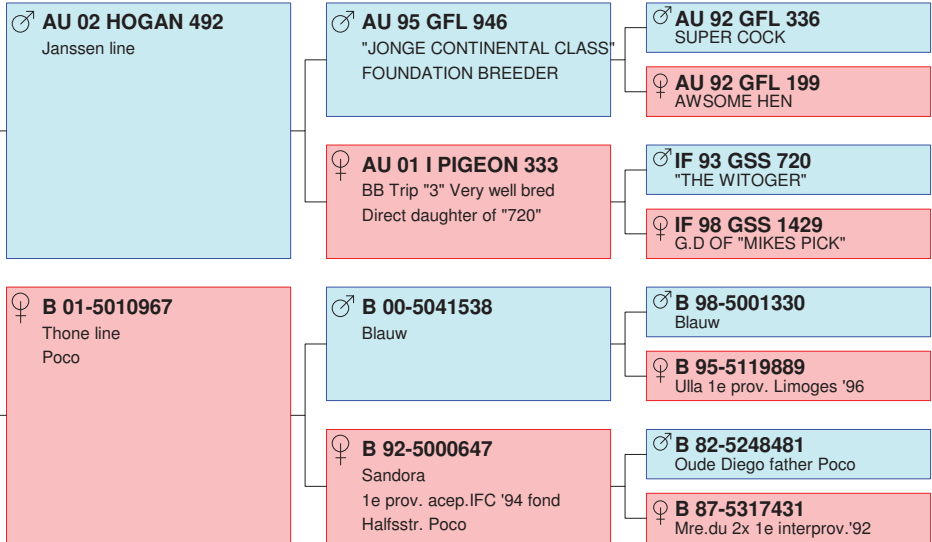 AU 02 HOGAN 492
Janssen line
AU 95 GFL 946
"JONGE CONTINENTAL CLASS"
FOUNDATION BREEDER
AU 92 GFL 336
SUPER COCK
AU 92 GFL 199
AWSOME HEN
AU 01 I PIGEON 333
BB Trip "3" Very well bred
Direct daughter of "720"
IF 93 GSS 720
"THE WITOGER"
IF 98 GSS 1429
G.D OF "MIKES PICK"
B 01-5010967
Thone line
Poco
B 00-5041538
Blauw
B 98-5001330
Blauw
B 95-5119889
Ulla 1e prov. Limoges '96
B 92-5000647
Sandora
1e prov. acep.IFC '94 fond
Halfsstr. Poco
B 82-5248481
Oude Diego father Poco
B 87-5317431
Mre.du 2x 1e interprov.'92